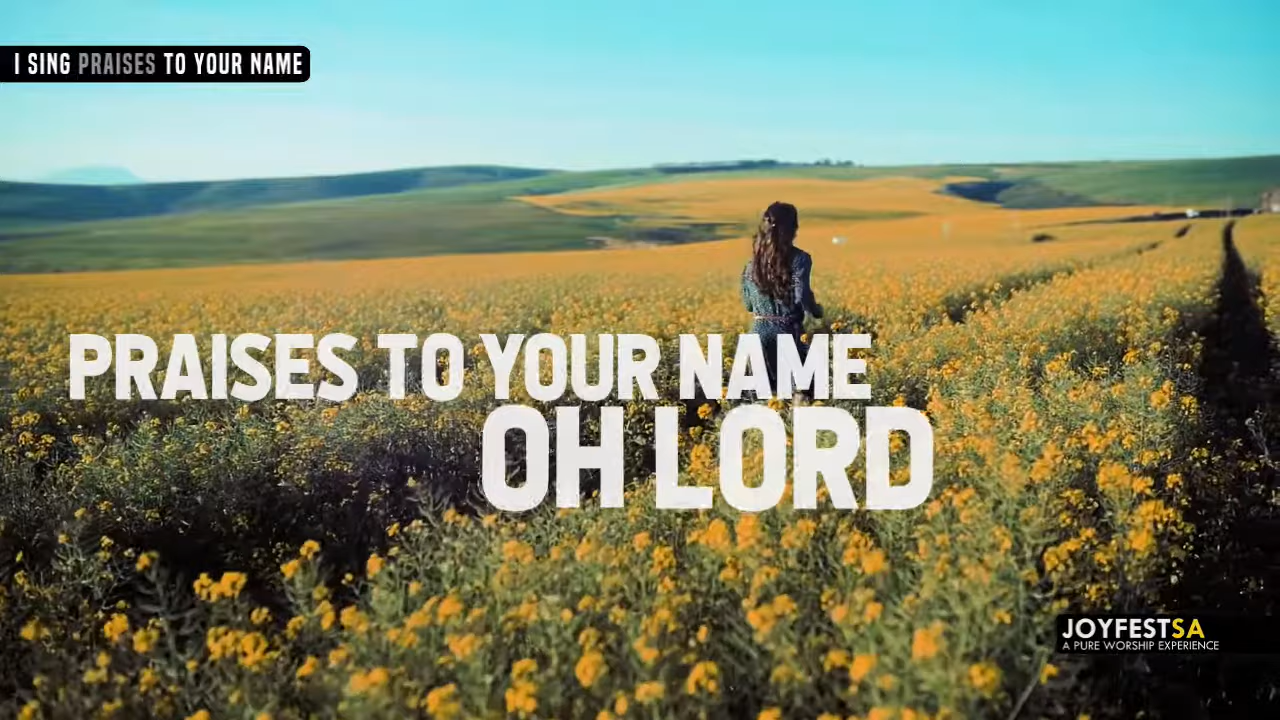 I SING PRAISES TO YOUR NAME
PRAISES TO YOUR NAME
OH LORD
JOYFESTSA
A PURE WORSHIP EXPERIENCE